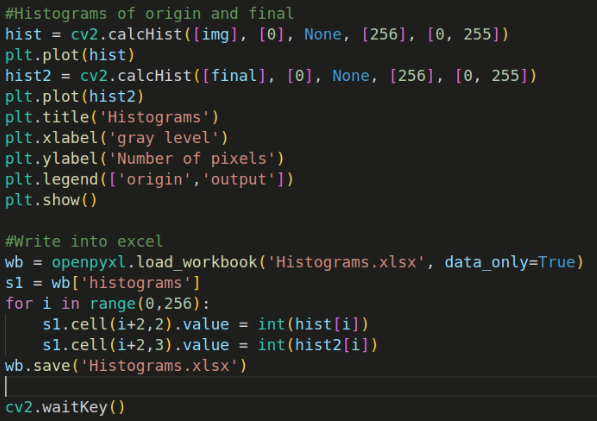 #Histograms of origin and final
hist = cv2.calcHist([img], [0], None, [256], [0, 255])
plt.plot(hist)
hist2 = cv2.calcHist([final], [0], None, [256], [0, 255])
plt.plot(hist2)
plt.title('Histograms')
plt.xlabel('gray level')
plt.ylabel('Number of pixels')
plt.legend(['origin','output'])
plt.show()

#Write into excel
wb = openpyxl.load_workbook('Histograms.xlsx', data_only=True)
s1 = wb['histograms']
for i in range(0,256):
    s1.cell(i+2,2).value = int(hist[i])
    s1.cell(i+2,3).value = int(hist2[i])
wb.save('Histograms.xlsx')

cv2.waitKey()